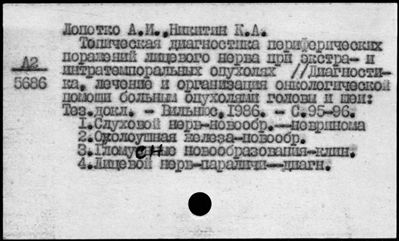 Лопотко А.И., Никитин К.А.
Топическая диагностика периферических
поражений лицевого нерва при экстра- и
А2 интратемпоральных опухолях //Диагности-
5686 ка, лечение и организация онкологической
помощи больным опухолями головы и шеи:
Тез.докл. - Вильнюс,1986. - С.95-96.
1.Слуховой нерв-новообр.--невринома
2.Околоушная железа-новообр.
3.Гломусные новообразования-клин.
4.Лицевой нерв-параличи--диагн.